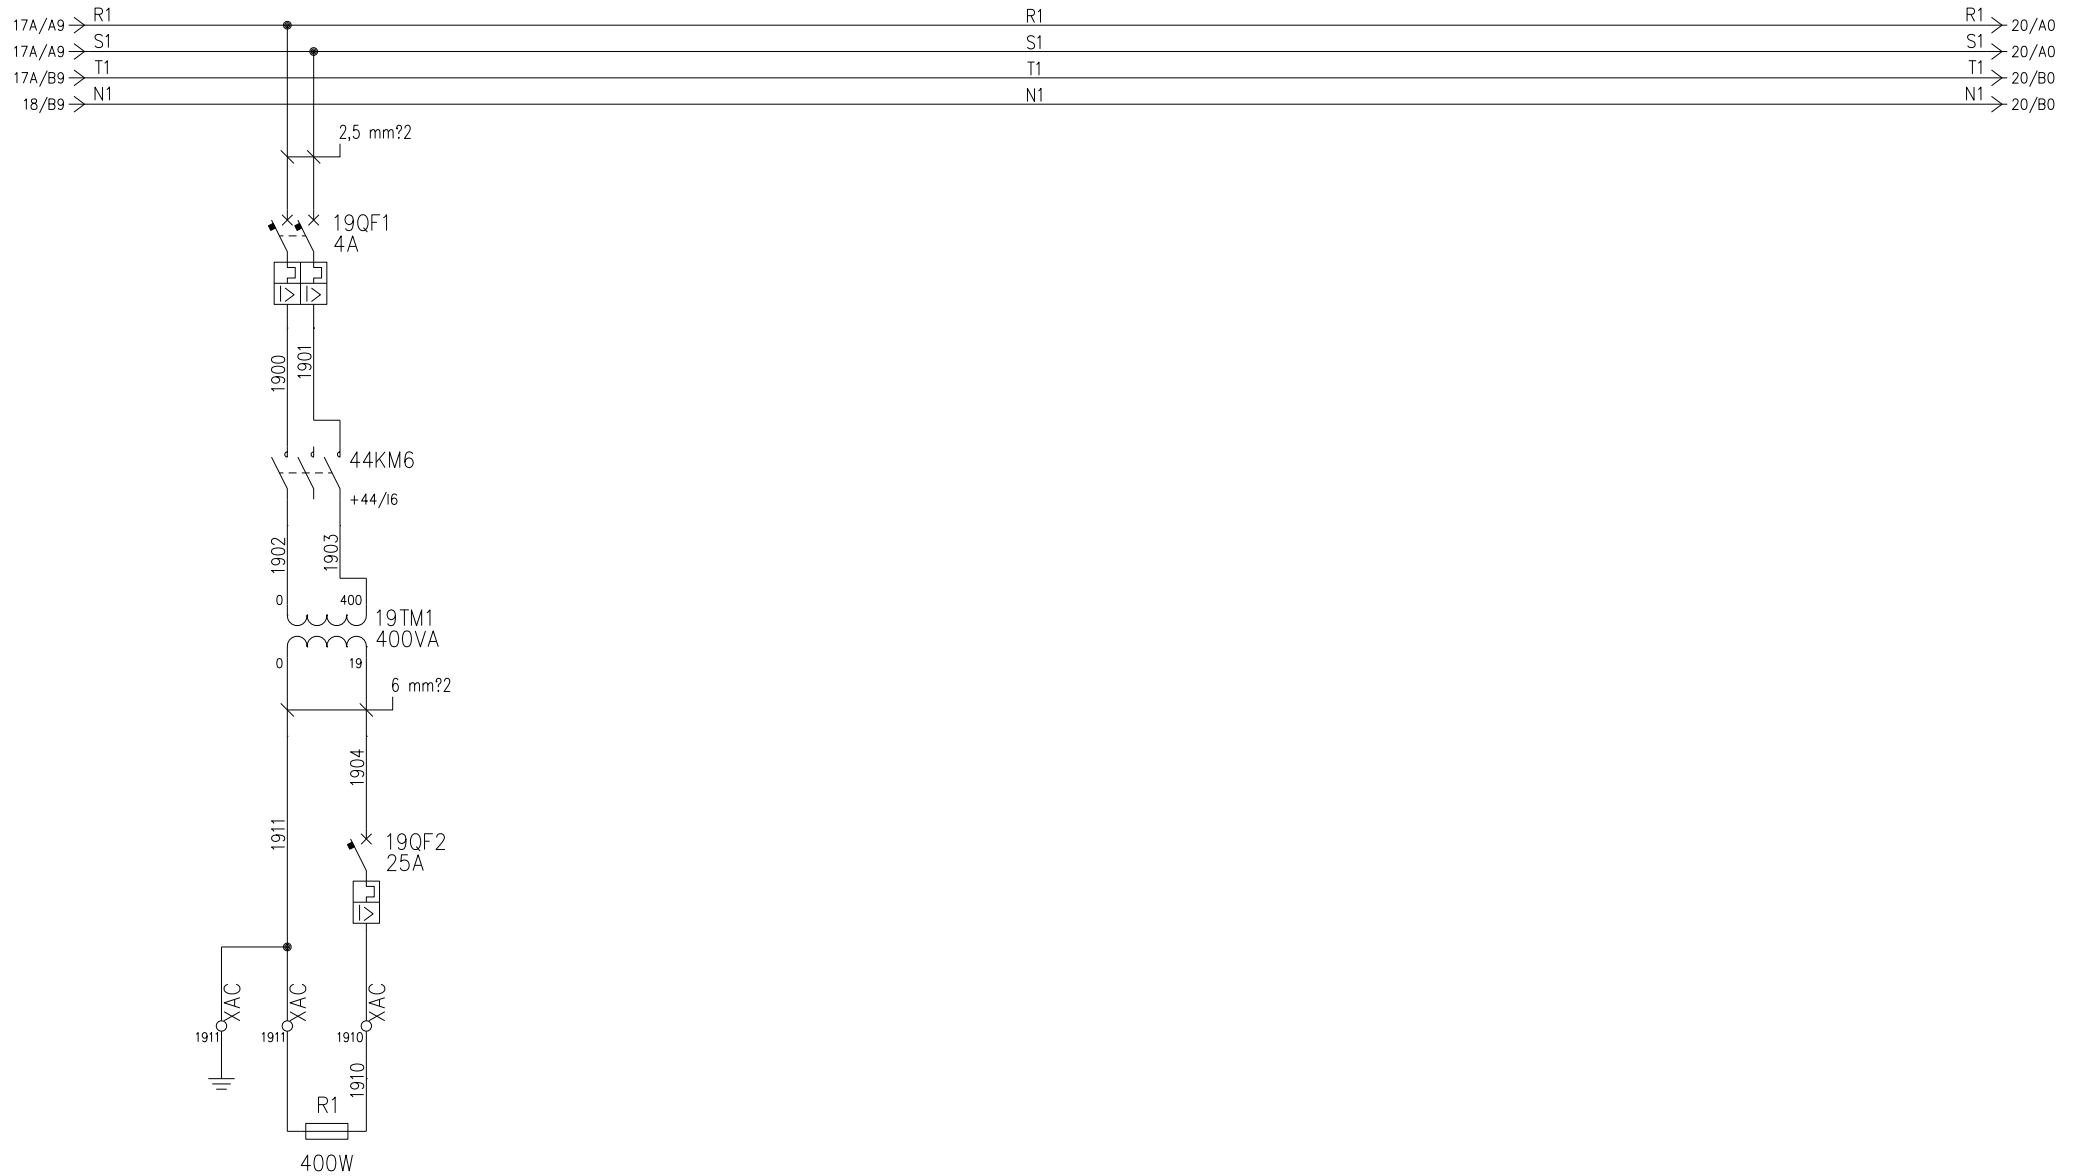 17A/A9 R1 R1 R1 20/A0
17A/A9 S1 S1 S1 20/A0
17A/B9 T1 T1 T1 20/B0
18/B9 N1 N1 N1 20/B0
2,5 mm?2
19QF1
4A
1900
1901
44KM6
+44/I6
1902
1903
0 400
19TM1
400VA
0 19
6 mm?2
1904
1911
19QF2
25A
XAC
XAC
XAC
1911 1911 1910
1910
R1
400W